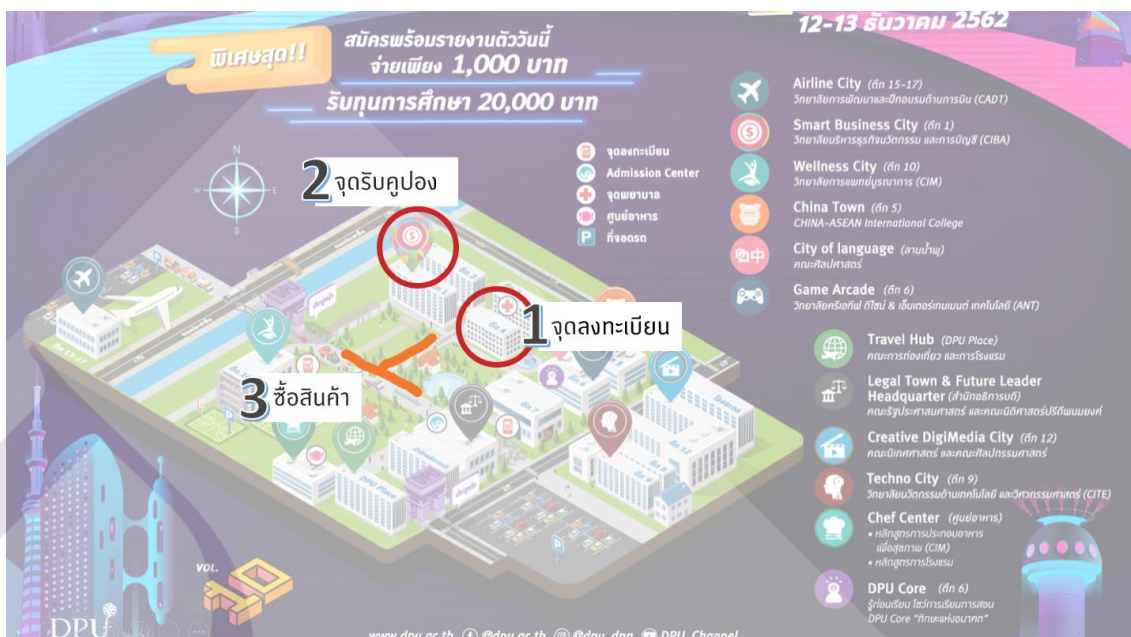 12-13 ธันวาคม 2562
พิเศษสุด!!
สมัครพร้อมรายงานตัววันนี้
จ่ายเพียง 1,000 บาท
รับทุนการศึกษา 20,000 บาท
N
W
E
S
จุดลงทะเบียน
Admission Center
จุดพยาบาล
ศูนย์อาหาร
P ที่จอดรถ
2 จุดรับคูปอง
1 จุดลงทะเบียน
3 ซื้อสินค้า
ตึก 2
ตึก 1
ตึก 4
ตึก 7
ตึก 15-17
ตึก 12
DPU Place
Airline City (ตึก 15-17)
วิทยาลัยการพัฒนาและฝึกอบรมด้านการบิน (CADT)
Smart Business City (ตึก 1)
วิทยาลัยบริหารธุรกิจนวัตกรรม และการบัญชี (CIBA)
Wellness City (ตึก 10)
วิทยาลัยการแพทย์บูรณาการ (CIM)
China Town (ตึก 5)
CHINA-ASEAN International College
City of language (ลานน้ำพุ)
คณะศิลปศาสตร์
Game Arcade (ตึก 6)
วิทยาลัยครีเอทีฟ ดีไซน์ & เอ็นเตอร์เทนเมนต์ เทคโนโลยี (ANT)
Travel Hub (DPU Place)
คณะการท่องเที่ยว และการโรงแรม
Legal Town & Future Leader
Headquarter (สำนักอธิการบดี)
คณะรัฐประศาสนศาสตร์ และคณะนิติศาสตร์ปรีดีพนมยงค์
Creative DigiMedia City (ตึก 12)
คณะนิเทศศาสตร์ และคณะศิลปกรรมศาสตร์
Techno City (ตึก 9)
วิทยาลัยนวัตกรรมด้านเทคโนโลยี และวิศวกรรมศาสตร์ (CITE)
Chef Center (ศูนย์อาหาร)
• หลักสูตรการประกอบอาหาร
เพื่อสุขภาพ (CIM)
• หลักสูตรการโรงแรม
DPU Core (ตึก 6)
รู้ก่อนเรียน โชว์การเรียนการสอน
DPU Core "ทักษะแห่งอนาคต"
VOL.
10
DPU
www.dpu.ac.th @dpu.ac.th @dpu_dna DPU Channel